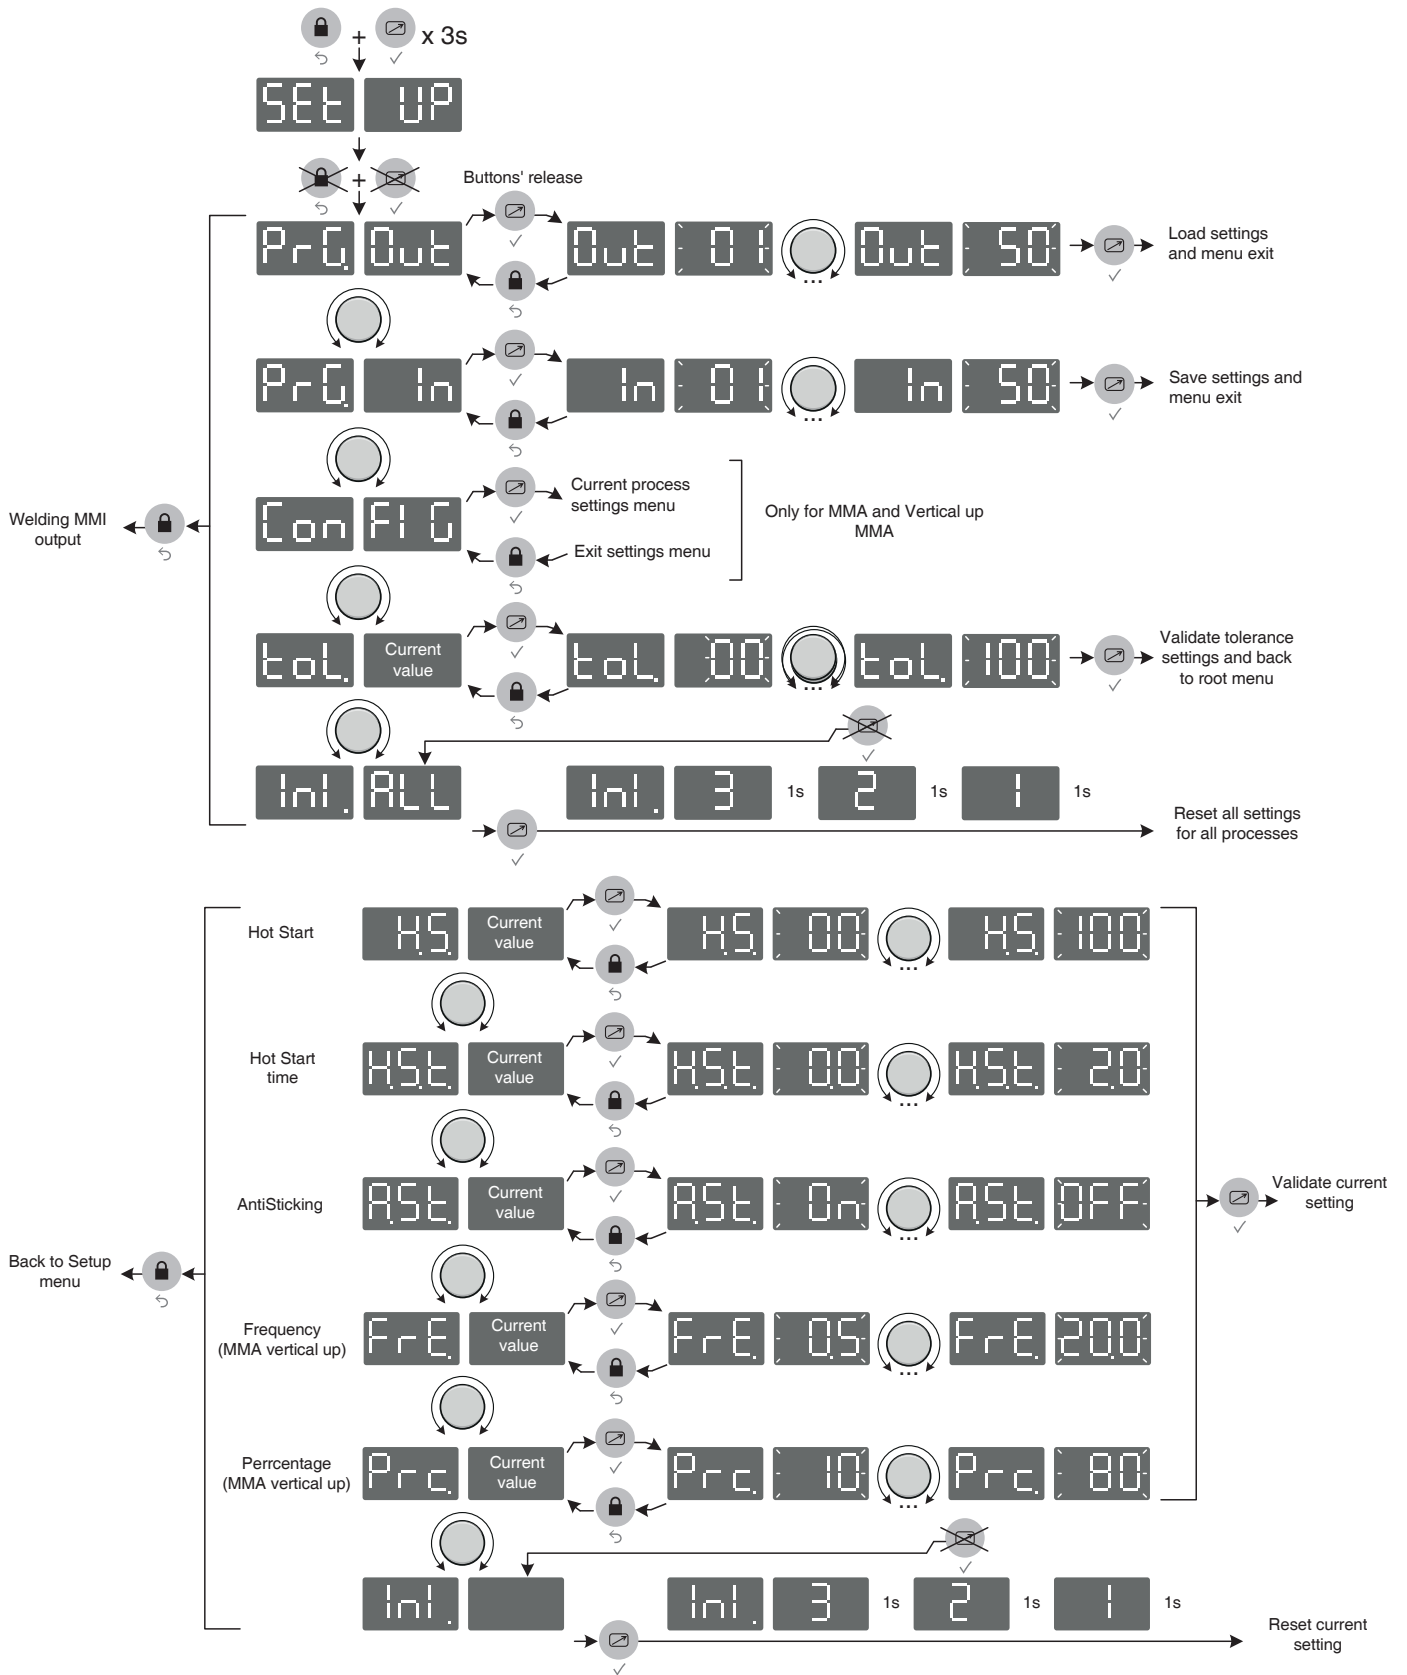 + x 3s
SEt UP
+
Buttons' release
PrG. Out Out 01 ... Out 50
Load settings
and menu exit
PrG. In In 01 ... In 50
Save settings and
menu exit
Con FIG
Current process
settings menu
Exit settings menu
Only for MMA and Vertical up
MMA
Welding MMI
output
toL. Current
value
toL. 00 ... toL. 100
Validate tolerance
settings and back
to root menu
InI. ALL InI. 3 1s 2 1s 1 1s
Reset all settings
for all processes
Hot Start
H.S. Current
value
H.S. 00 ... H.S. 100
Hot Start
time
H.S.t. Current
value
H.S.t. 0.0 ... H.S.t. 2.0
AntiSticking
A.St. Current
value
A.St. On ... A.St. OFF
Validate current
setting
Back to Setup
menu
Frequency
(MMA vertical up)
FrE. Current
value
FrE. 0.5 ... FrE. 20.0
Perrcentage
(MMA vertical up)
Prc. Current
value
Prc. 10 ... Prc. 80
InI. InI. 3 1s 2 1s 1 1s
Reset current
setting